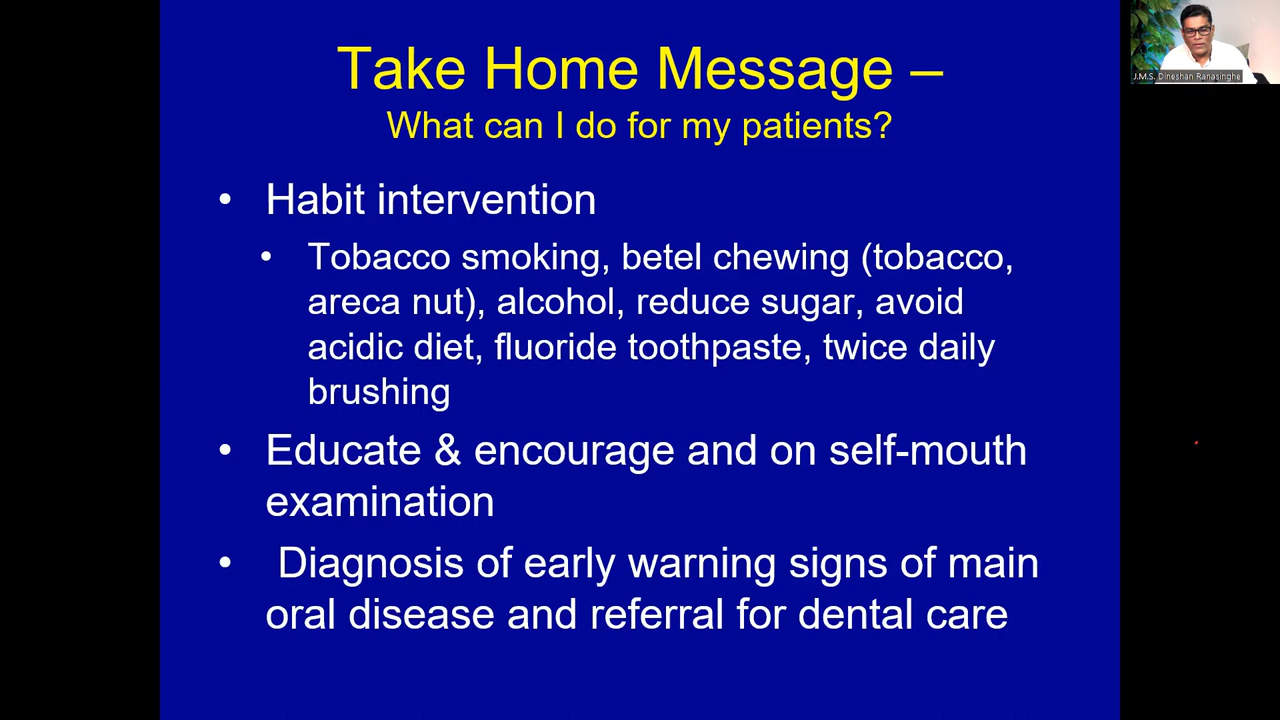 Take Home Message –
What can I do for my patients?
• Habit intervention
• Tobacco smoking, betel chewing (tobacco,
areca nut), alcohol, reduce sugar, avoid
acidic diet, fluoride toothpaste, twice daily
brushing
• Educate & encourage and on self-mouth
examination
• Diagnosis of early warning signs of main
oral disease and referral for dental care
J.M.S. Dineshan Ranasinghe